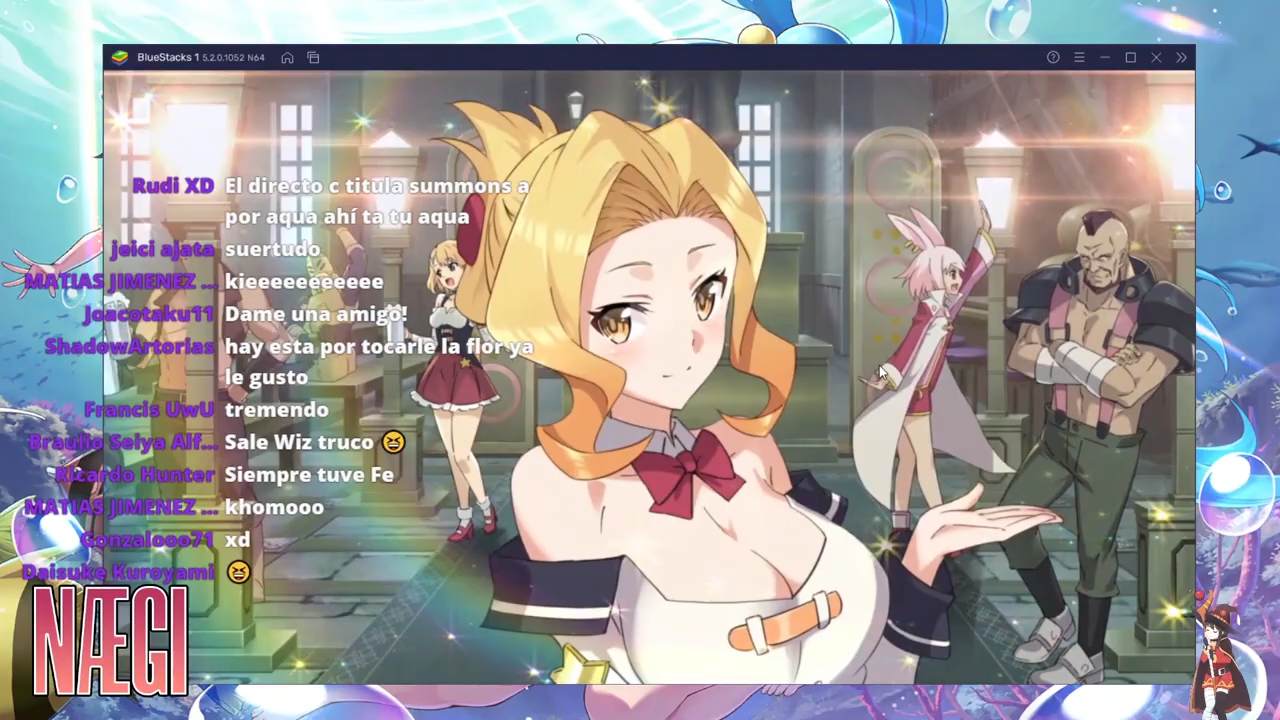 BlueStacks 1 5.2.0.1052 N64
Rudi XD El directo c titula summons a
por aqua ahí ta tu aqua
jeici ajata suertudo
MATIAS JIMENEZ ... kieeeeeeeeeee
Joacotaku11 Dame una amigo!
ShadowArtorias hay esta por tocarle la flor ya
le gusto
Francis UwU tremendo
Braulio Seiya Alf... Sale Wiz truco 😆
Ricardo Hunter Siempre tuve Fe
MATIAS JIMENEZ ... khomooo
Gonzalooo71 xd
Daisuke Kuroyami 😆
NÆGI